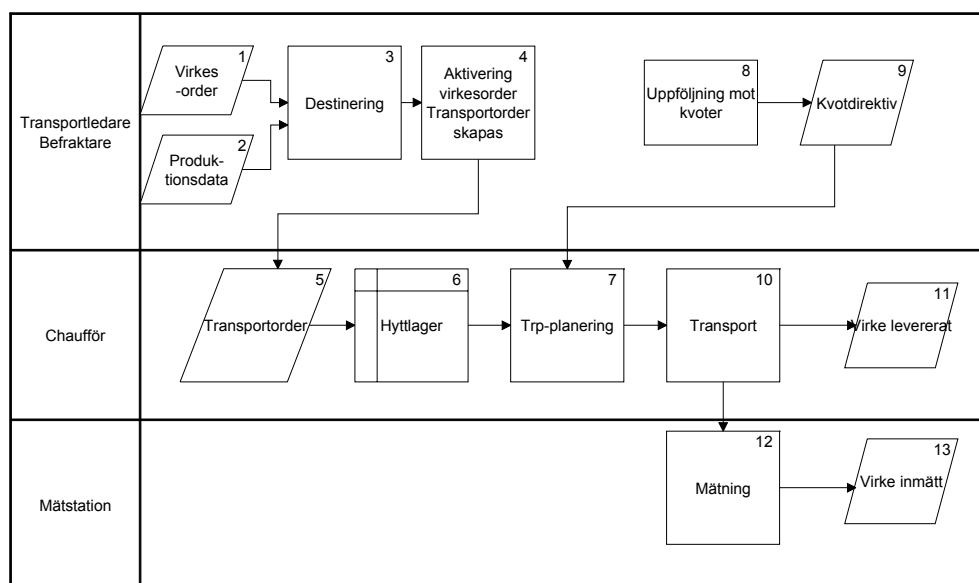 Transportledare
Befraktare
1
Virkes
-order
2
Produk-
tionsdata
3
Destinering
4
Aktivering
virkesorder
Transportorder
skapas
8
Uppföljning mot
kvoter
9
Kvotdirektiv
Chaufför
5
Transportorder
6
Hyttlager
7
Trp-planering
10
Transport
11
Virke levererat
Mätstation
12
Mätning
13
Virke inmätt